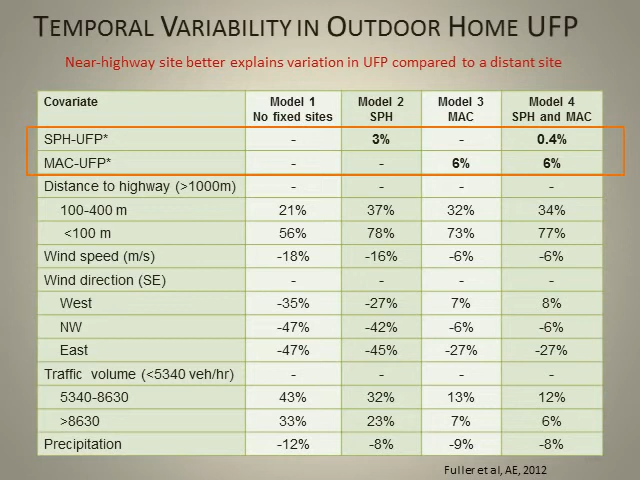 TEMPORAL VARIABILITY IN OUTDOOR HOME UFP
Near-highway site better explains variation in UFP compared to a distant site
Covariate Model 1 Model 2 Model 3 Model 4
No fixed sites SPH MAC SPH and MAC
SPH-UFP* - 3% - 0.4%
MAC-UFP* - - 6% 6%
Distance to highway (>1000m) - - - -
100-400 m 21% 37% 32% 34%
<100 m 56% 78% 73% 77%
Wind speed (m/s) -18% -16% -6% -6%
Wind direction (SE) - - - -
West -35% -27% 7% 8%
NW -47% -42% -6% -6%
East -47% -45% -27% -27%
Traffic volume (<5340 veh/hr) - - - -
5340-8630 43% 32% 13% 12%
>8630 33% 23% 7% 6%
Precipitation -12% -8% -9% -8%
Fuller et al, AE, 2012